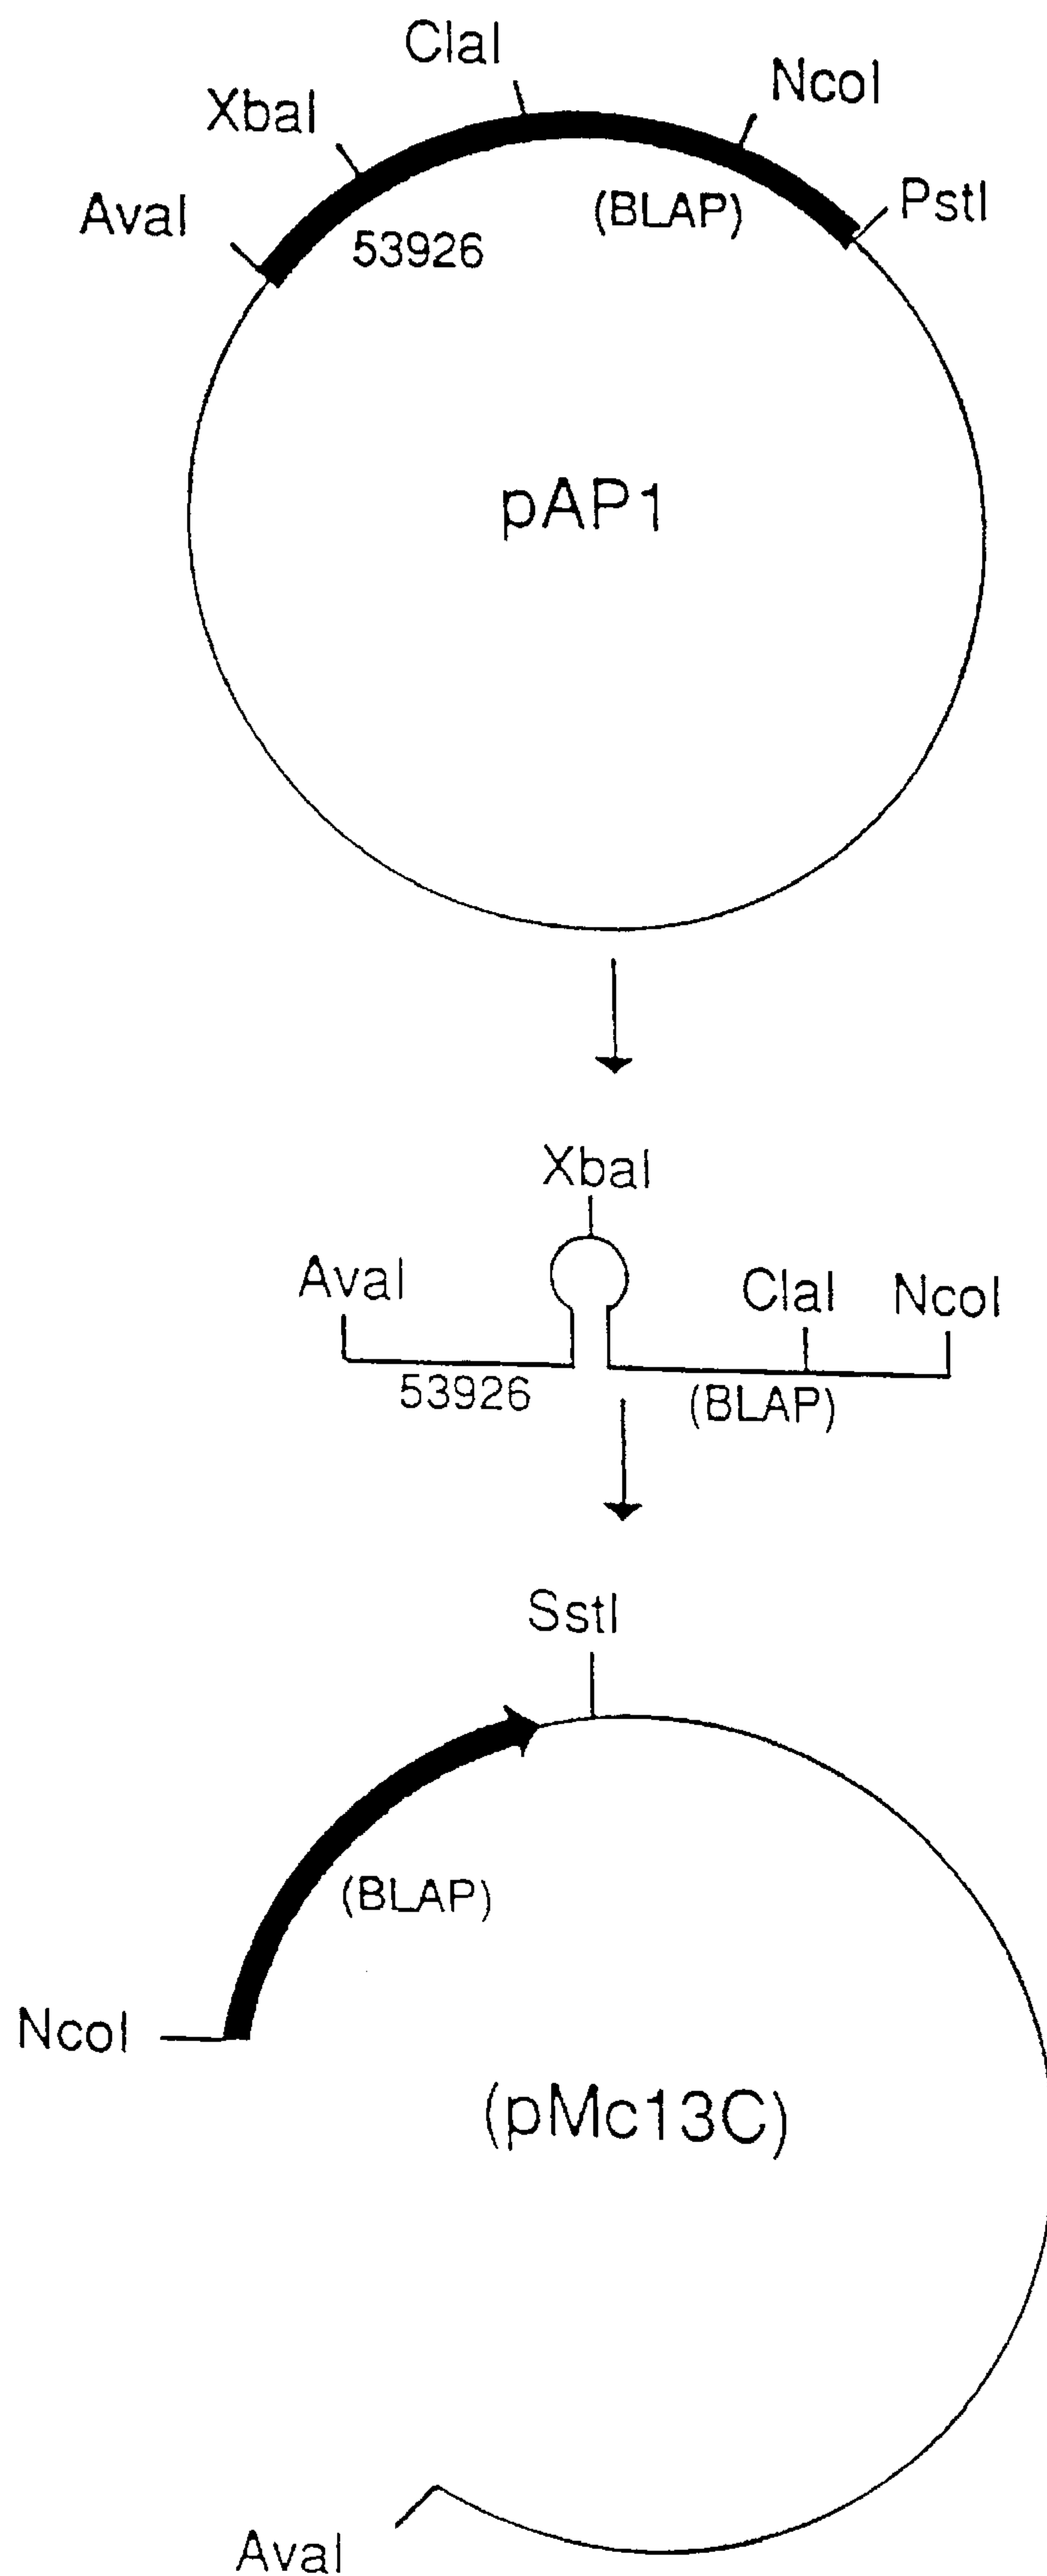 ClaI
XbaI
NcoI
AvaI
PstI
53926
(BLAP)
pAP1
XbaI
AvaI
ClaI
NcoI
53926
(BLAP)
SstI
(BLAP)
NcoI
(pMc13C)
AvaI